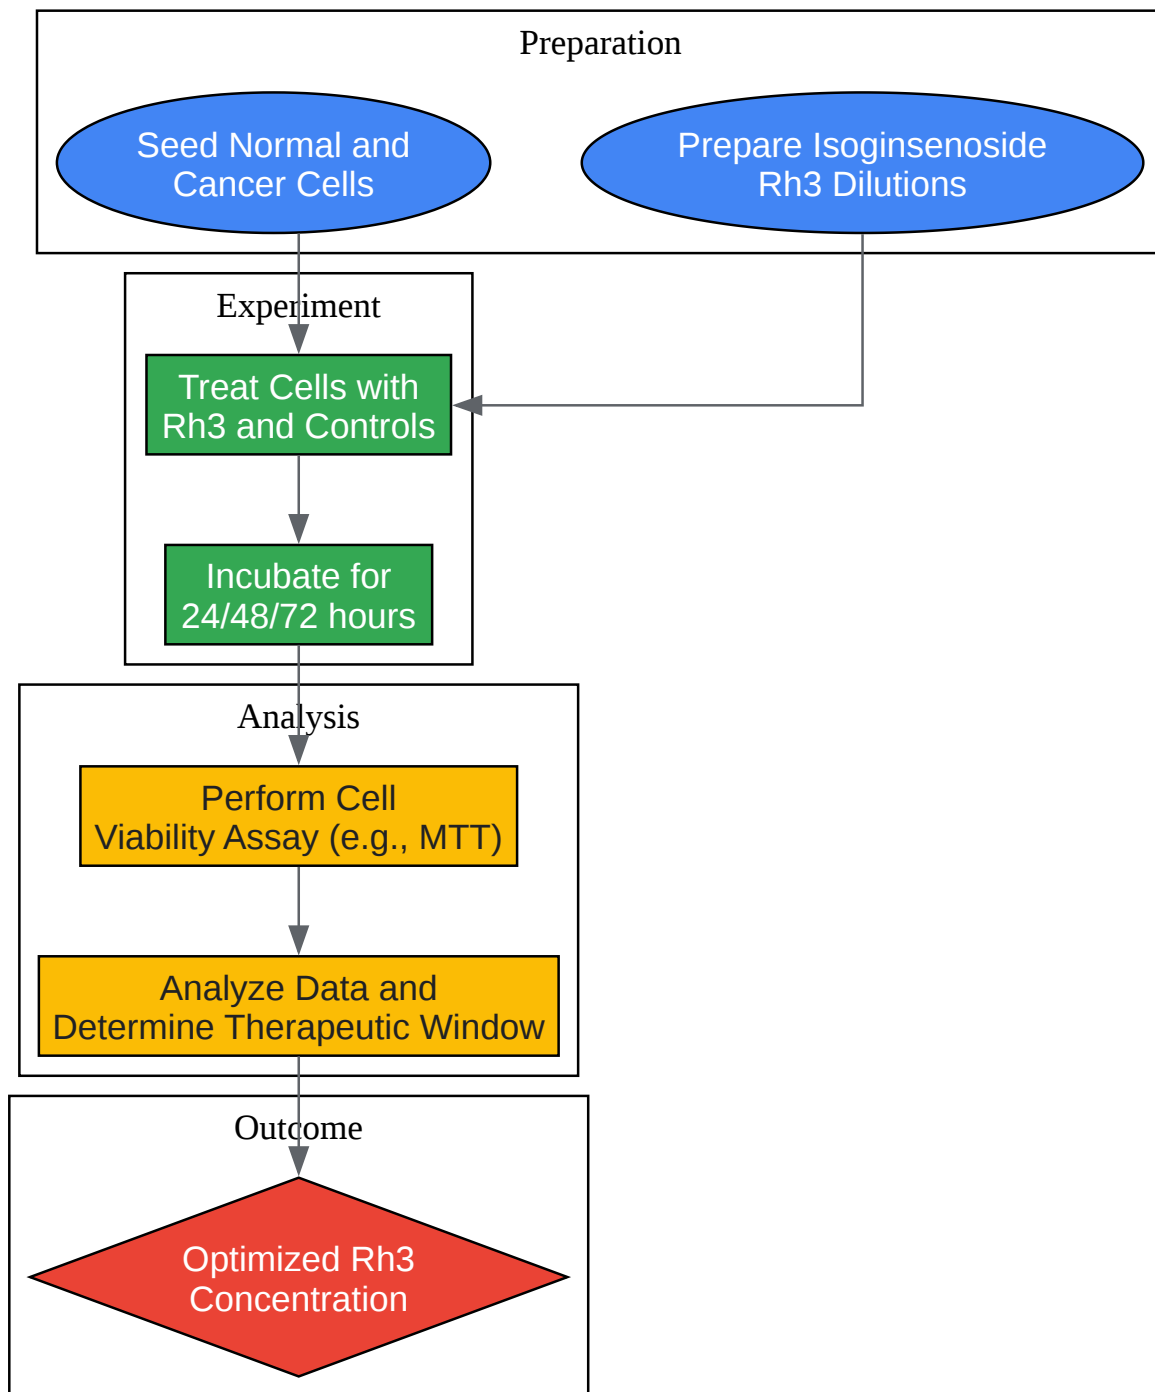 Preparation
Seed Normal and
Cancer Cells
Prepare Isoginsenoside
Rh3 Dilutions
Experiment
Treat Cells with
Rh3 and Controls
Incubate for
24/48/72 hours
Analysis
Perform Cell
Viability Assay (e.g., MTT)
Analyze Data and
Determine Therapeutic Window
Outcome
Optimized Rh3
Concentration